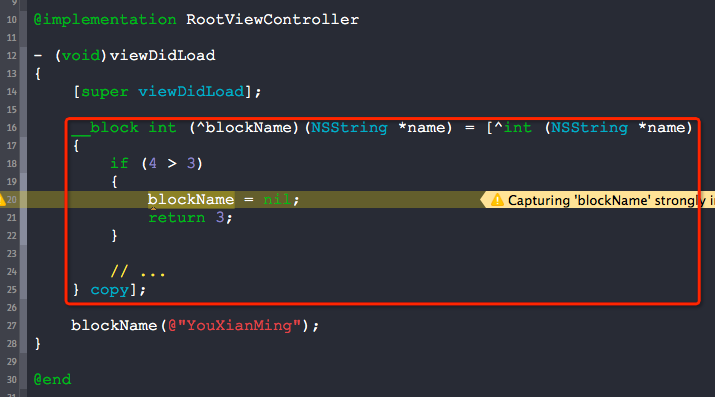 9
10 @implementation RootViewController
11
12 - (void)viewDidLoad
13 {
14 [super viewDidLoad];
15
16 __block int (^blockName)(NSString *name) = [^int (NSString *name)
17 {
18 if (4 > 3)
19 {
20 blockName = nil; Capturing 'blockName' strongly i
21 return 3;
22 }
23
24 // ...
25 } copy];
26
27 blockName(@"YouXianMing");
28 }
29
30 @end
31